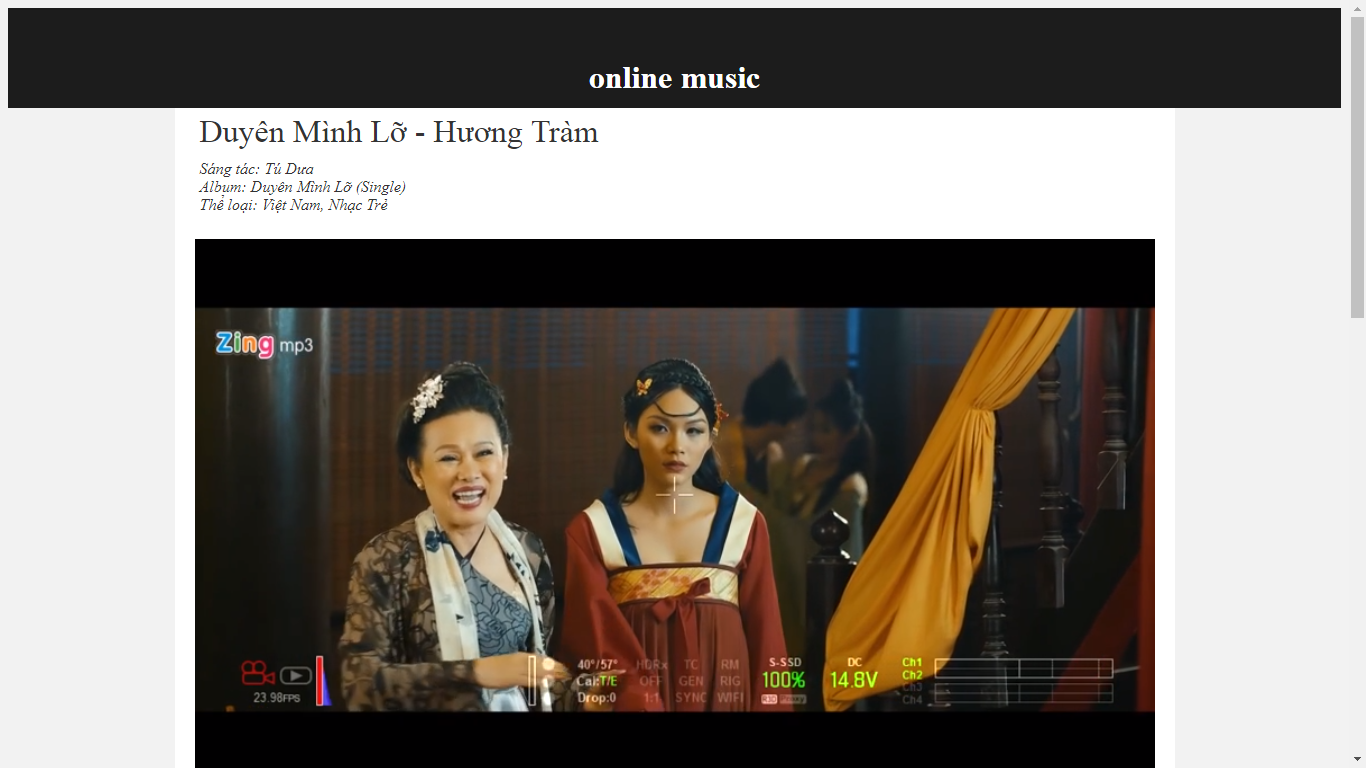 online music
Duyên Mình Lỡ - Hương Tràm
Sáng tác: Tú Dưa
Album: Duyên Mình Lỡ (Single)
Thể loại: Việt Nam, Nhạc Trẻ
Zing mp3
23.98FPS
40°/57° HDRx TC RM
Cal:T/E OFF GEN RIG
Drop:0 1:1 SYNC WIFI
S-SSD
100%
R3D Proxy
DC
14.8V
Ch1
Ch2
Ch3
Ch4